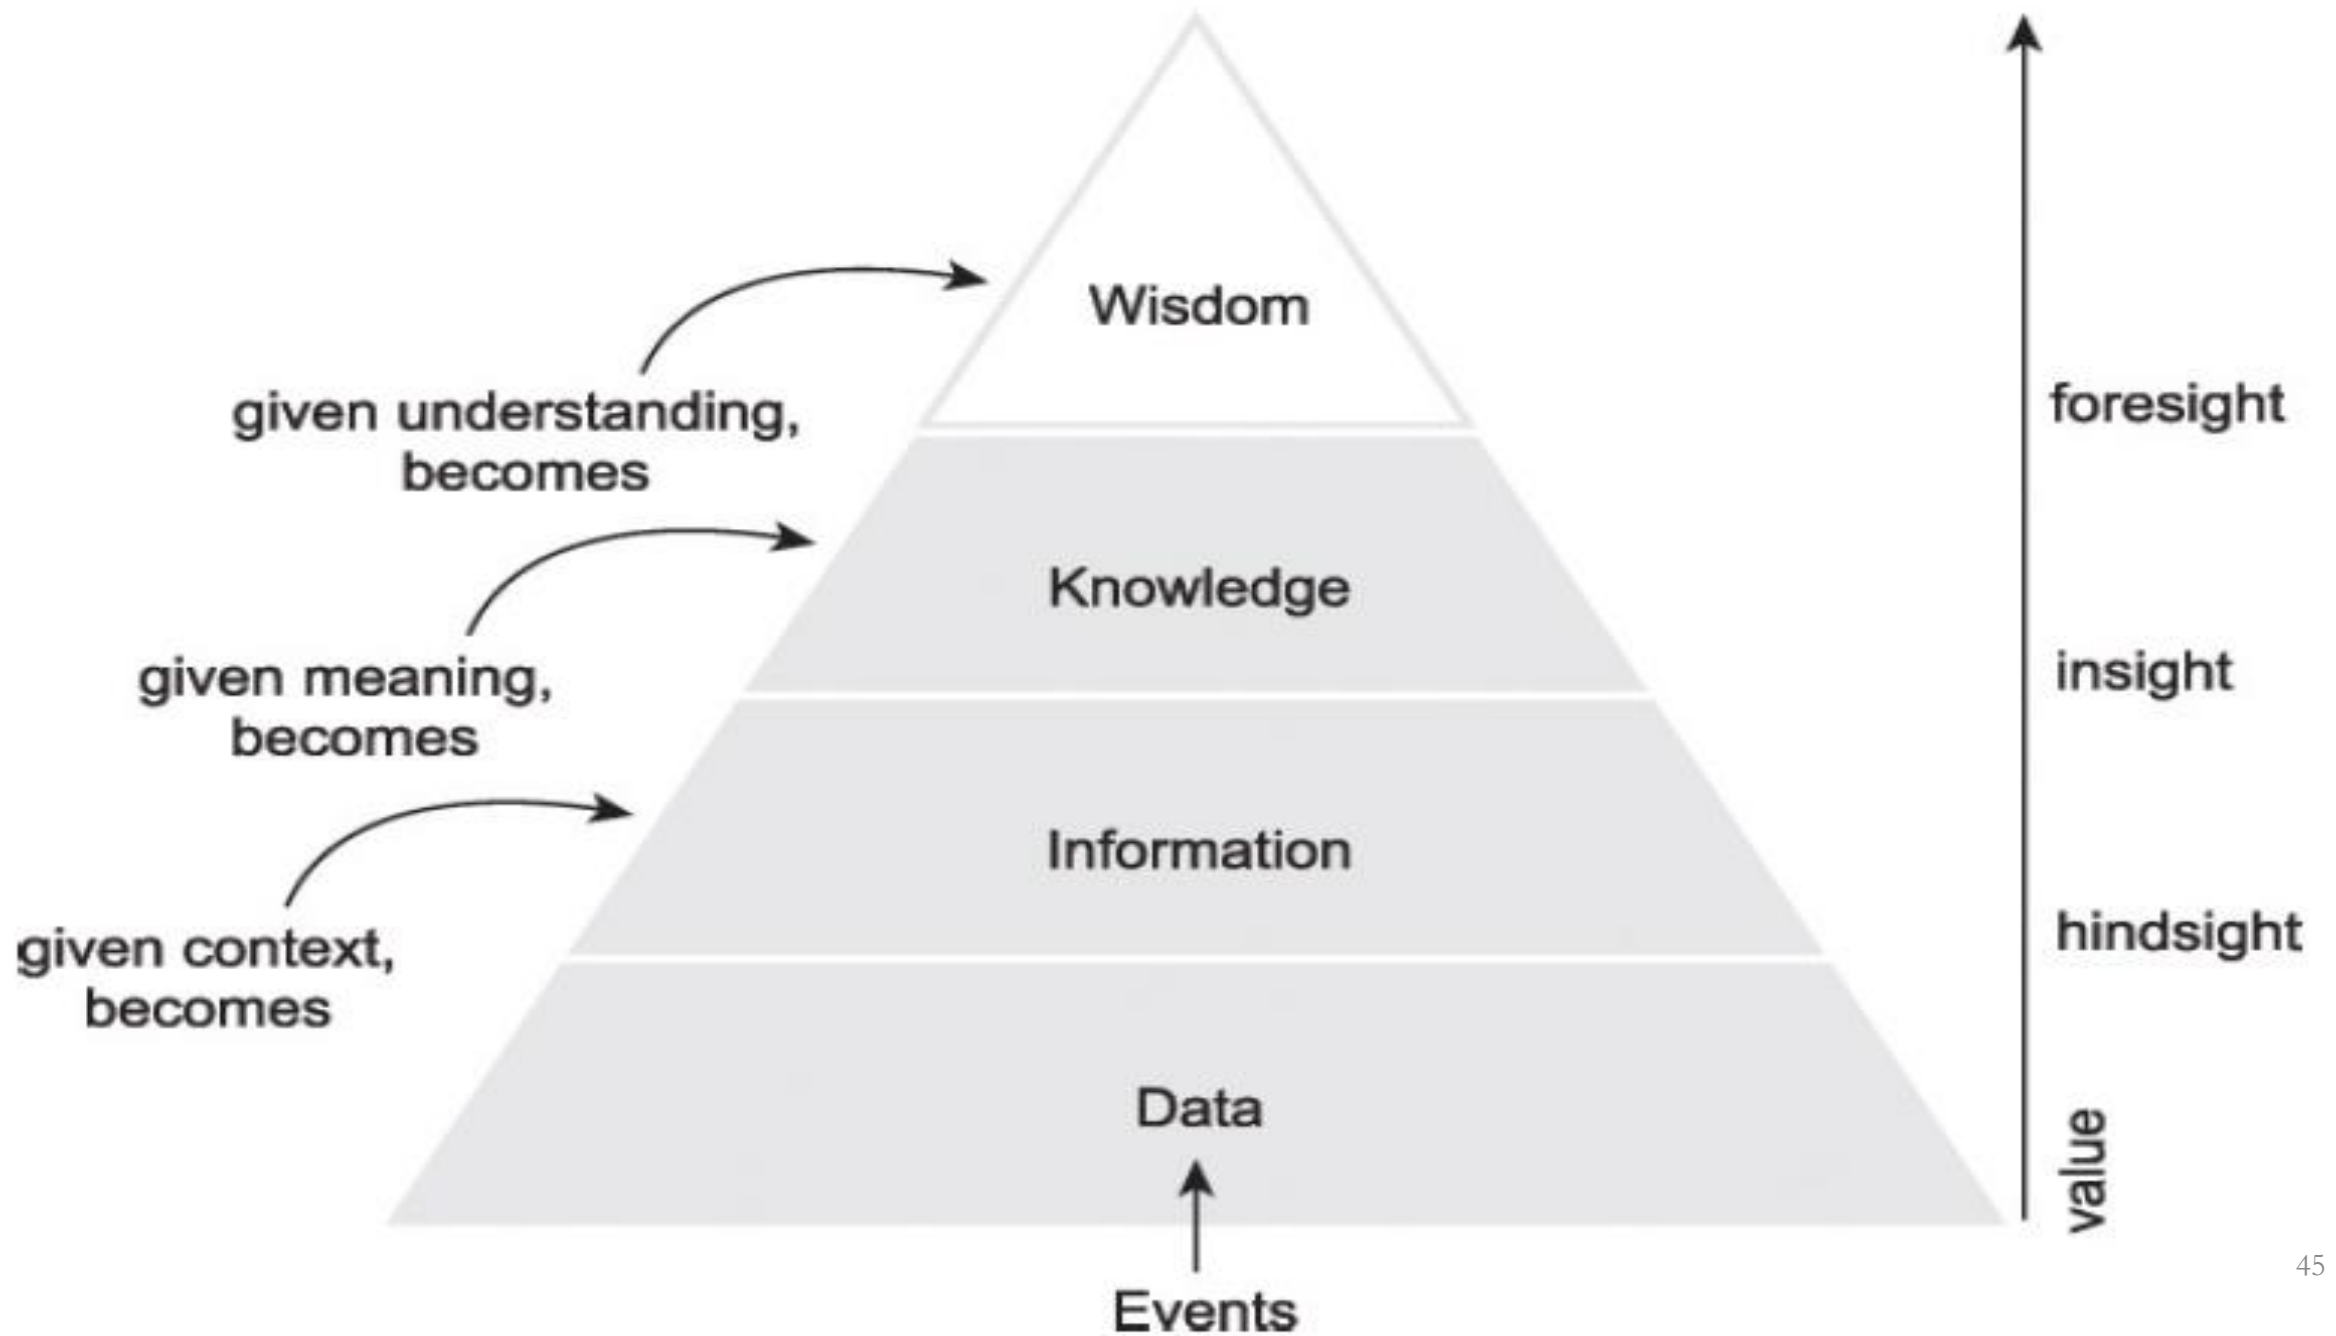 Wisdom
given understanding,
becomes
foresight
Knowledge
given meaning,
becomes
insight
Information
given context,
becomes
hindsight
Data
value
Events
45